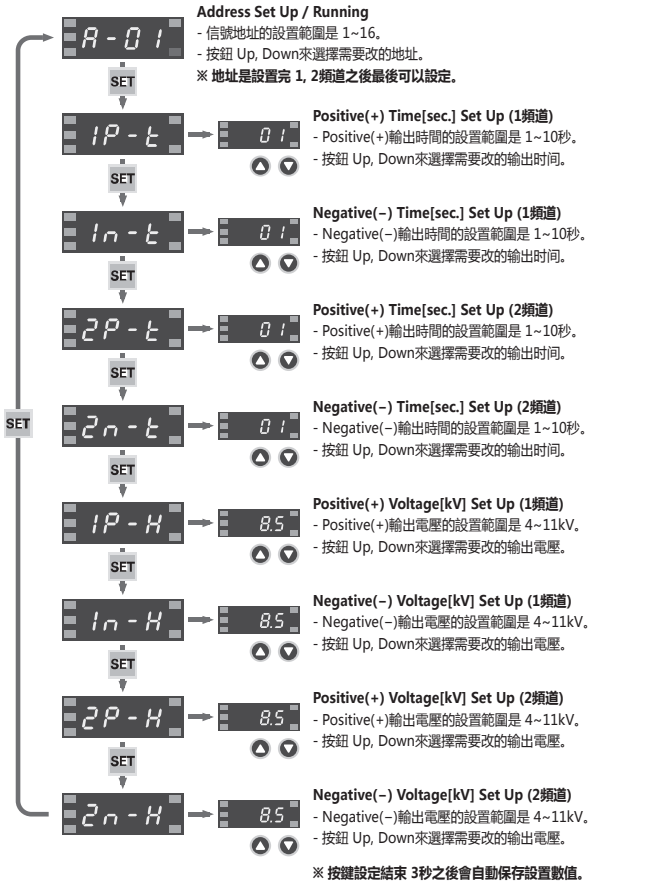 Address Set Up / Running
A-01
- 信號地址的設置範圍是 1~16。
- 按鈕 Up, Down來選擇需要改的地址。
※ 地址是設置完 1, 2頻道之後最後可以設定。
SET
Positive(+) Time[sec.] Set Up (1頻道)
1P-t
01
- Positive(+)輸出時間的設置範圍是 1~10秒。
- 按鈕 Up, Down來選擇需要改的输出时间。
SET
Negative(−) Time[sec.] Set Up (1頻道)
1n-t
01
- Negative(−)輸出時間的設置範圍是 1~10秒。
- 按鈕 Up, Down來選擇需要改的输出时间。
SET
Positive(+) Time[sec.] Set Up (2頻道)
2P-t
01
- Positive(+)輸出時間的設置範圍是 1~10秒。
- 按鈕 Up, Down來選擇需要改的输出时间。
SET
Negative(−) Time[sec.] Set Up (2頻道)
2n-t
01
- Negative(−)輸出時間的設置範圍是 1~10秒。
- 按鈕 Up, Down來選擇需要改的输出时间。
SET
SET
Positive(+) Voltage[kV] Set Up (1頻道)
1P-H
8.5
- Positive(+)輸出電壓的設置範圍是 4~11kV。
- 按鈕 Up, Down來選擇需要改的输出電壓。
SET
Negative(−) Voltage[kV] Set Up (1頻道)
1n-H
8.5
- Negative(−)輸出電壓的設置範圍是 4~11kV。
- 按鈕 Up, Down來選擇需要改的输出電壓。
SET
Positive(+) Voltage[kV] Set Up (2頻道)
2P-H
8.5
- Positive(+)輸出電壓的設置範圍是 4~11kV。
- 按鈕 Up, Down來選擇需要改的输出電壓。
SET
Negative(−) Voltage[kV] Set Up (2頻道)
2n-H
8.5
- Negative(−)輸出電壓的設置範圍是 4~11kV。
- 按鈕 Up, Down來選擇需要改的输出電壓。
※ 按鍵設定結束 3秒之後會自動保存設置數值。